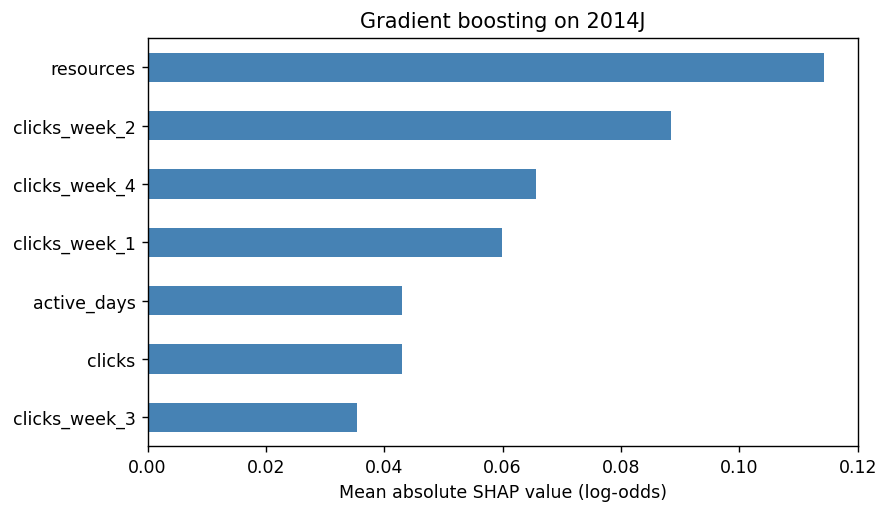 Gradient boosting on 2014J
resources
clicks_week_2
clicks_week_4
clicks_week_1
active_days
clicks
clicks_week_3
0.00 0.02 0.04 0.06 0.08 0.10 0.12
Mean absolute SHAP value (log-odds)